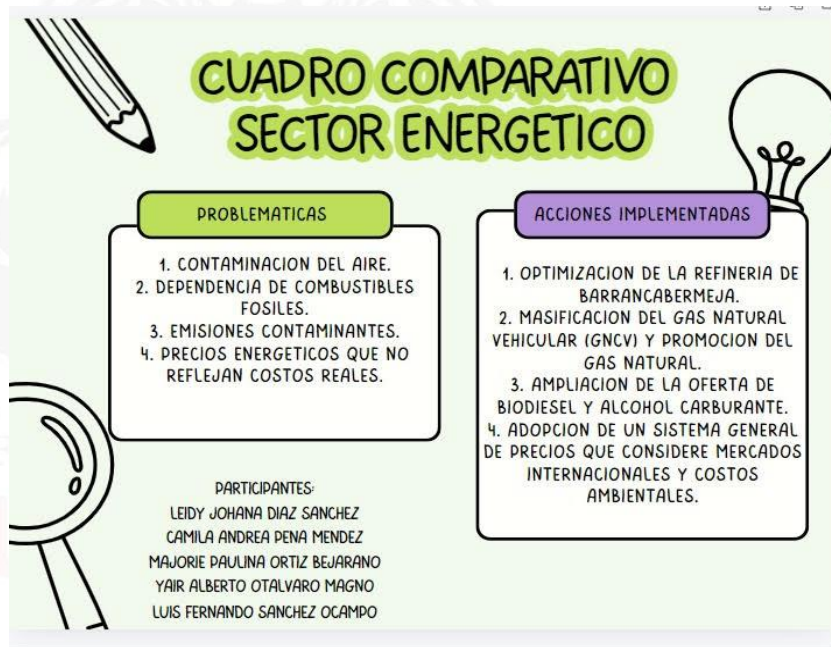 CUADRO COMPARATIVO
SECTOR ENERGETICO
PROBLEMATICAS
1. CONTAMINACION DEL AIRE.
2. DEPENDENCIA DE COMBUSTIBLES
FOSILES.
3. EMISIONES CONTAMINANTES.
4. PRECIOS ENERGETICOS QUE NO
REFLEJAN COSTOS REALES.
ACCIONES IMPLEMENTADAS
1. OPTIMIZACION DE LA REFINERIA DE
BARRANCABERMEJA.
2. MASIFICACION DEL GAS NATURAL
VEHICULAR (GNCV) Y PROMOCION DEL
GAS NATURAL.
3. AMPLIACION DE LA OFERTA DE
BIODIESEL Y ALCOHOL CARBURANTE.
4. ADOPCION DE UN SISTEMA GENERAL
DE PRECIOS QUE CONSIDERE MERCADOS
INTERNACIONALES Y COSTOS
AMBIENTALES.
PARTICIPANTES:
LEIDY JOHANA DIAZ SANCHEZ
CAMILA ANDREA PENA MENDEZ
MAJORIE PAULINA ORTIZ BEJARANO
YAIR ALBERTO OTALVARO MAGNO
LUIS FERNANDO SANCHEZ OCAMPO